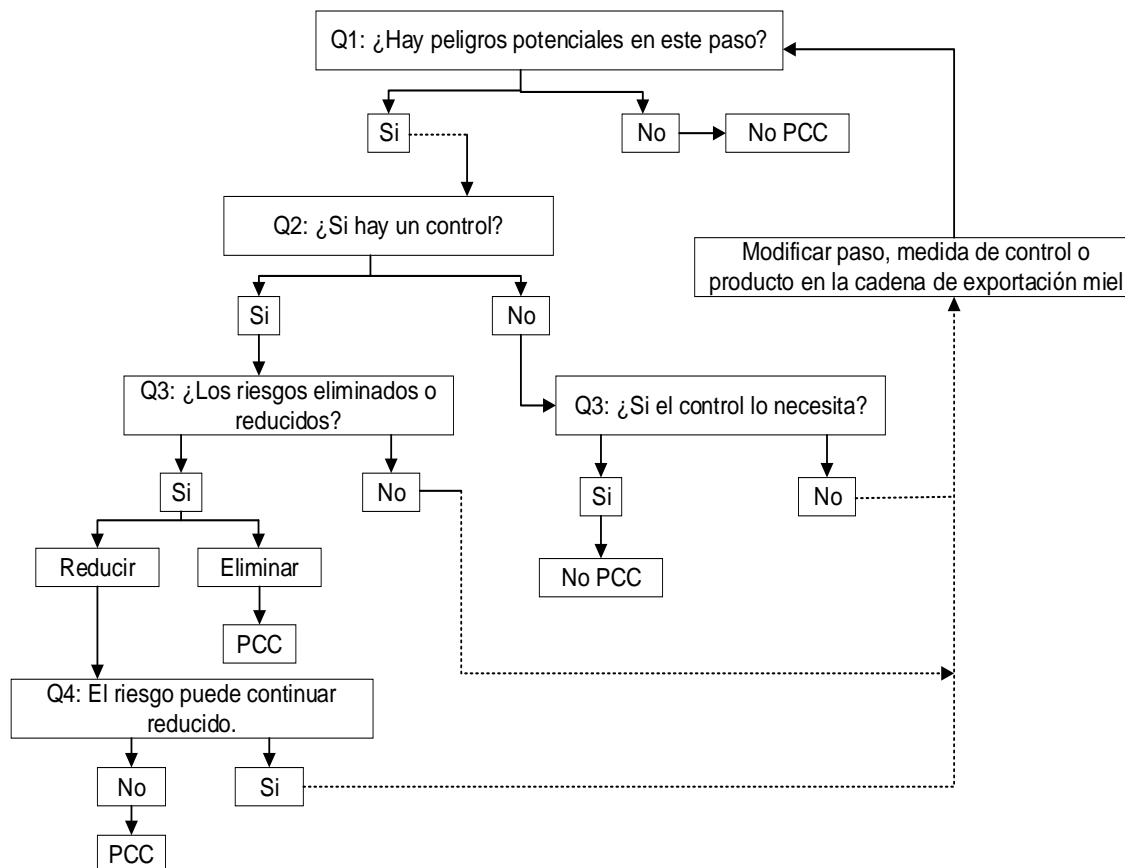 Q1: ¿Hay peligros potenciales en este paso?
Si
No
No PCC
Q2: ¿Si hay un control?
Modificar paso, medida de control o
producto en la cadena de exportación miel
Si
No
Q3: ¿Los riesgos eliminados o
reducidos?
Q3: ¿Si el control lo necesita?
Si
No
Si
No
Reducir
Eliminar
No PCC
PCC
Q4: El riesgo puede continuar
reducido.
No
Si
PCC